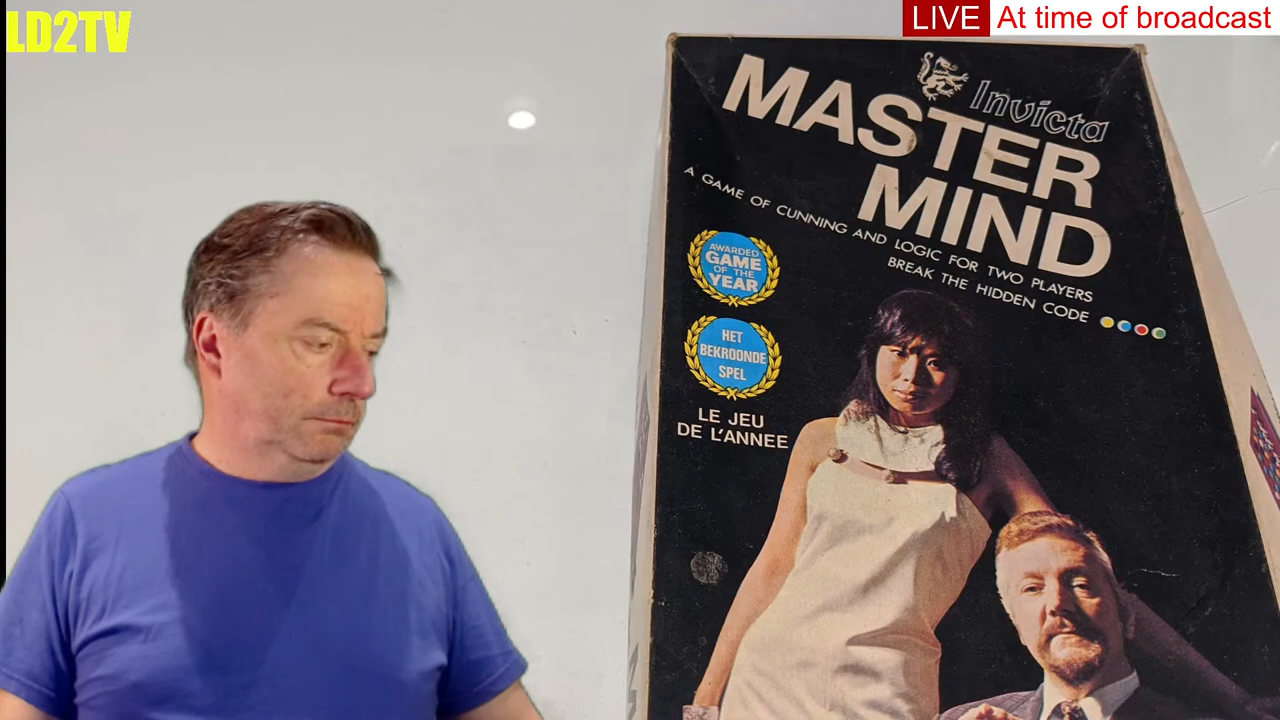 LD2TV
LIVE At time of broadcast
Invicta
MASTER
MIND
A GAME OF CUNNING AND LOGIC FOR TWO PLAYERS
BREAK THE HIDDEN CODE
AWARDED
GAME
OF THE
YEAR
HET
BEKROONDE
SPEL
LE JEU
DE L'ANNEE